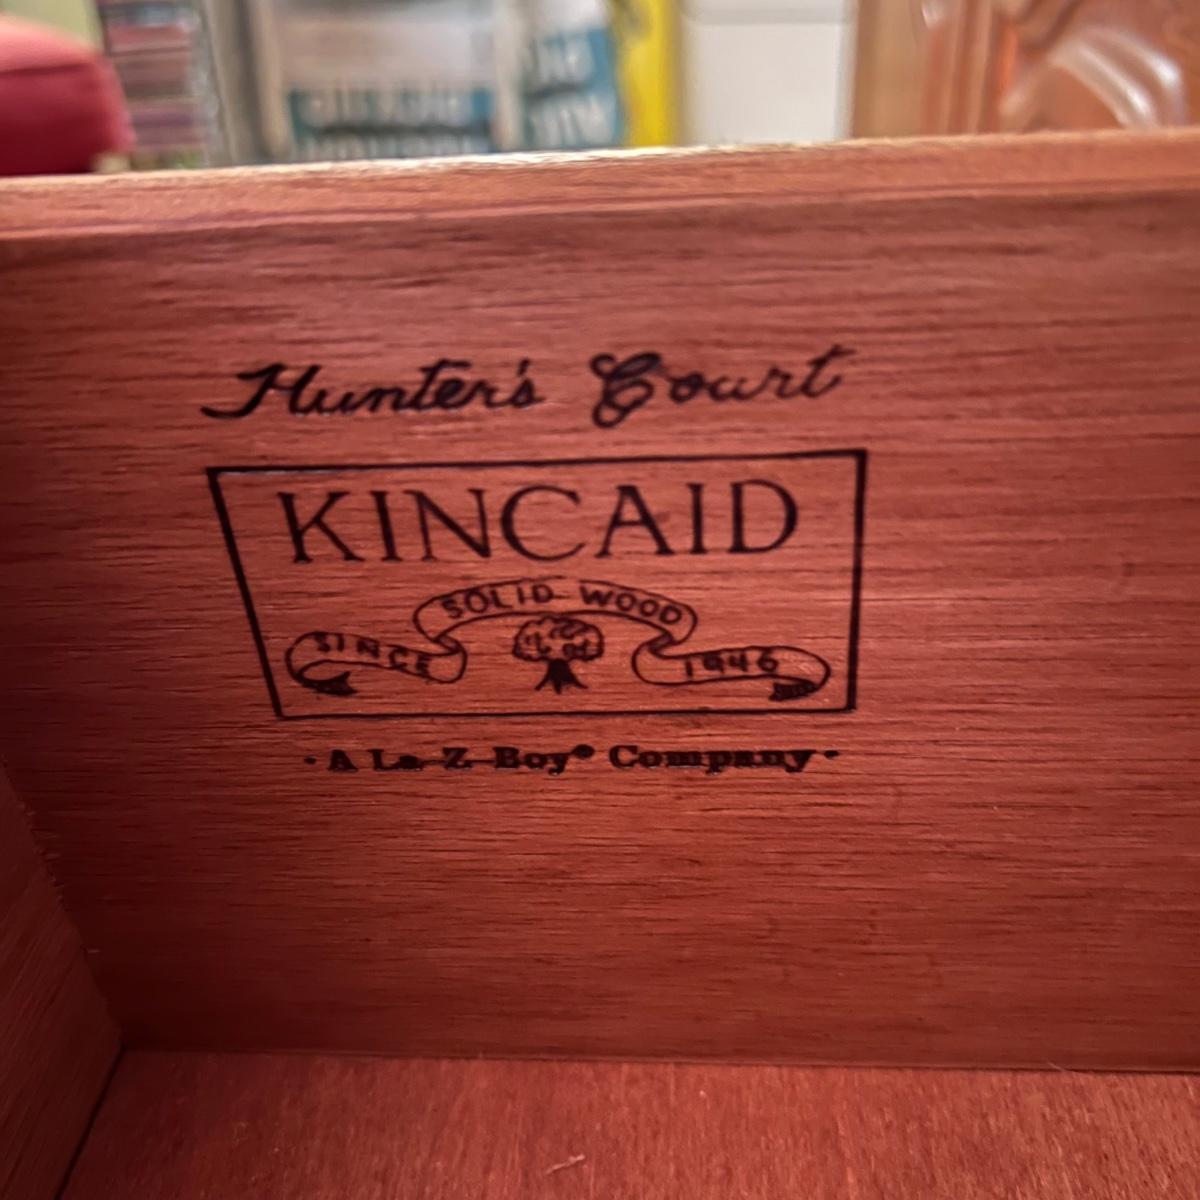 Hunter's Court
KINCAID
SOLID WOOD
SINCE 1946
· A La-Z-Boy® Company ·